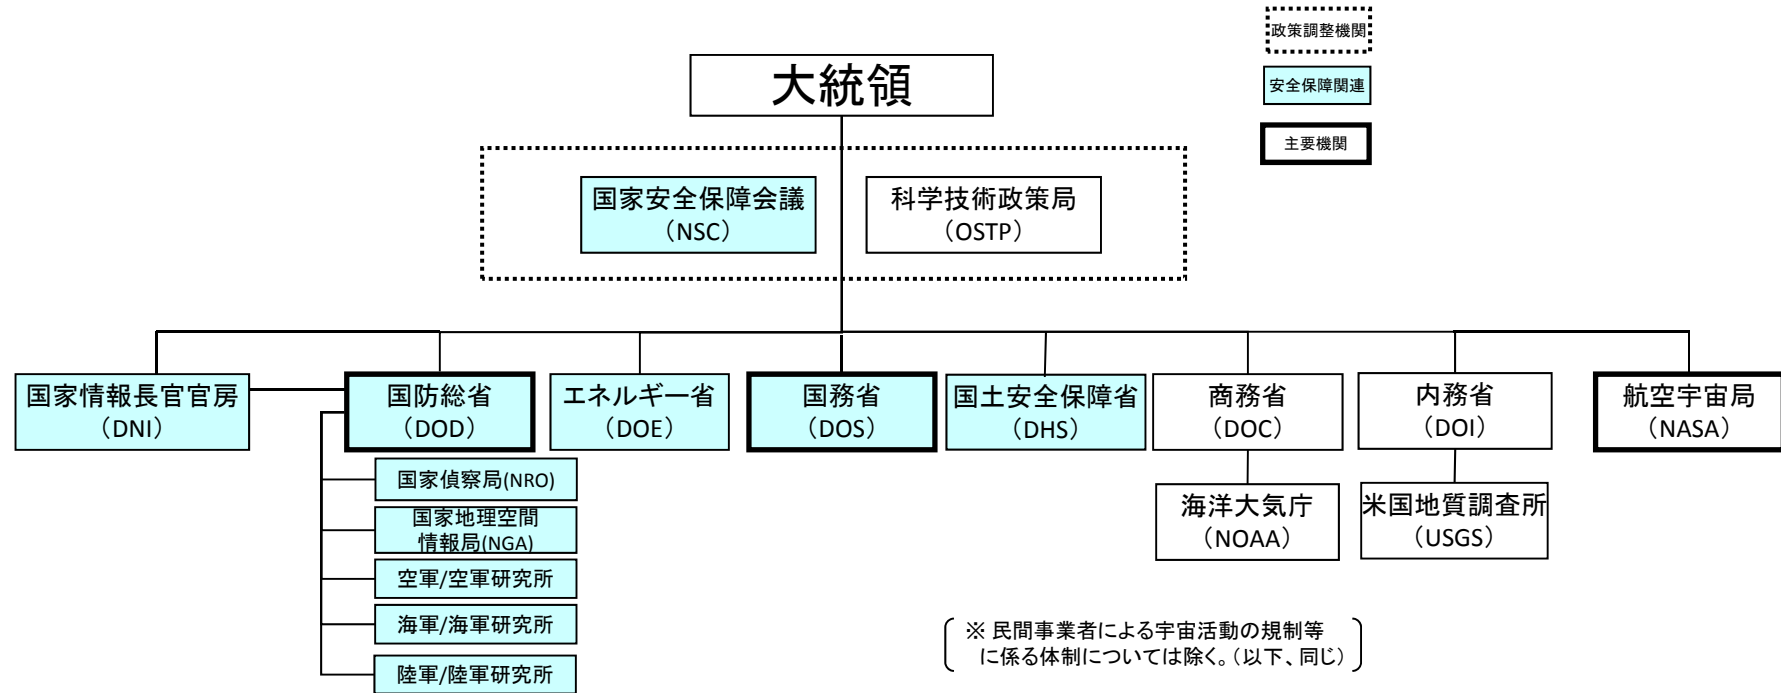 政策調整機関
安全保障関連
主要機関
大統領
国家安全保障会議
（NSC）
科学技術政策局
（OSTP）
国家情報長官官房
（DNI）
国防総省
（DOD）
エネルギー省
（DOE）
国務省
（DOS）
国土安全保障省
（DHS）
商務省
（DOC）
内務省
（DOI）
航空宇宙局
（NASA）
国家偵察局(NRO)
国家地理空間
情報局(NGA)
空軍/空軍研究所
海軍/海軍研究所
陸軍/陸軍研究所
海洋大気庁
（NOAA）
米国地質調査所
（USGS）
※ 民間事業者による宇宙活動の規制等
に係る体制については除く。（以下、同じ）